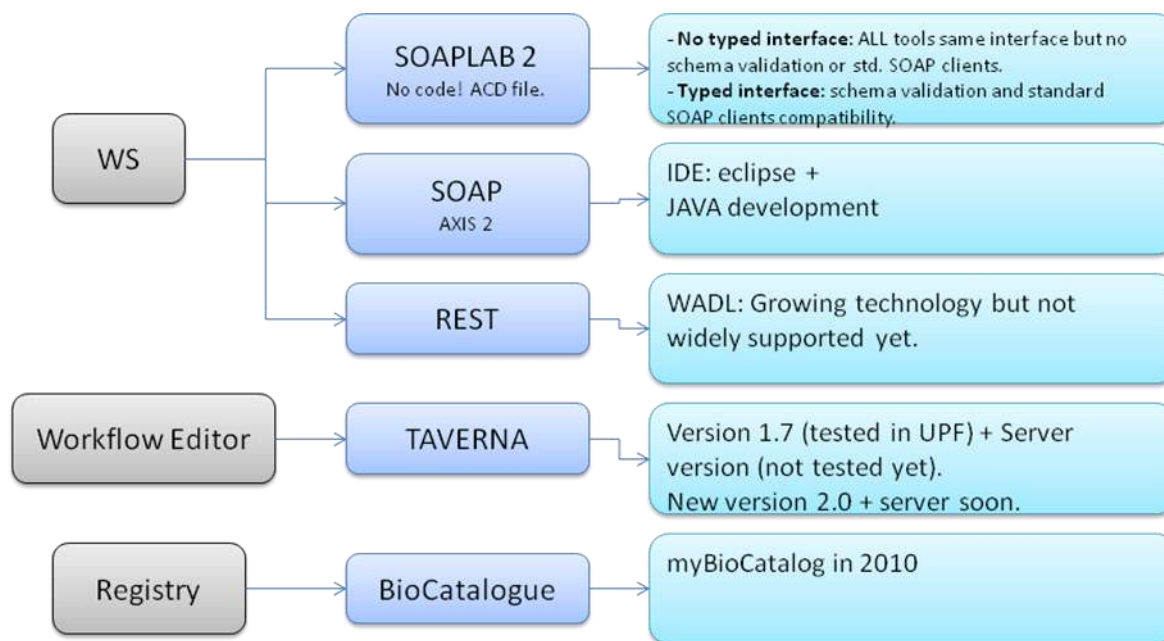 WS
SOAPLAB 2
No code! ACD file.
- No typed interface: ALL tools same interface but no
schema validation or std. SOAP clients.
- Typed interface: schema validation and standard
SOAP clients compatibility.
SOAP
AXIS 2
IDE: eclipse +
JAVA development
REST
WADL: Growing technology but not
widely supported yet.
Workflow Editor
TAVERNA
Version 1.7 (tested in UPF) + Server
version (not tested yet).
New version 2.0 + server soon.
Registry
BioCatalogue
myBioCatalog in 2010